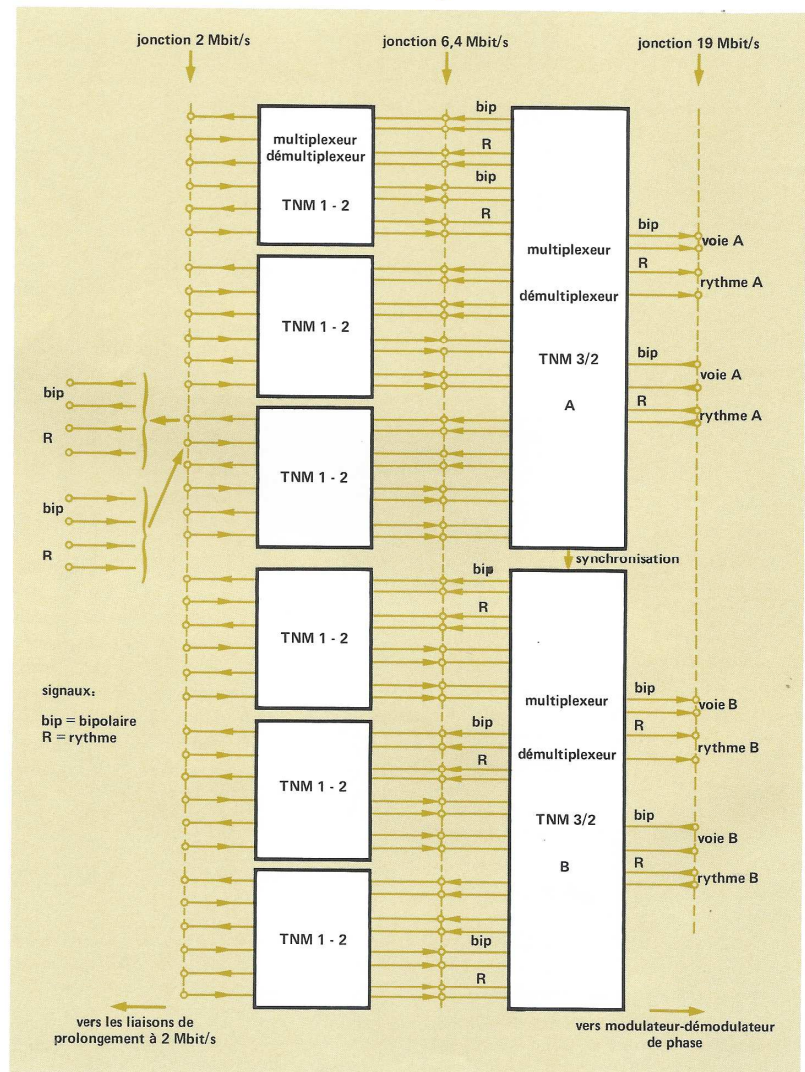 jonction 2 Mbit/s
jonction 6,4 Mbit/s
jonction 19 Mbit/s
bip
R
bip
R
multiplexeur
démultiplexeur
TNM 1 - 2
TNM 1 - 2
TNM 1 - 2
multiplexeur
démultiplexeur
TNM 3/2
A
bip
voie A
R
rythme A
bip
voie A
R
rythme A
bip
R
bip
R
synchronisation
bip
R
TNM 1 - 2
bip
R
TNM 1 - 2
TNM 1 - 2
bip
R
multiplexeur
démultiplexeur
TNM 3/2
B
bip
voie B
R
rythme B
bip
voie B
R
rythme B
signaux:
bip = bipolaire
R = rythme
vers les liaisons de
prolongement à 2 Mbit/s
vers modulateur-démodulateur
de phase